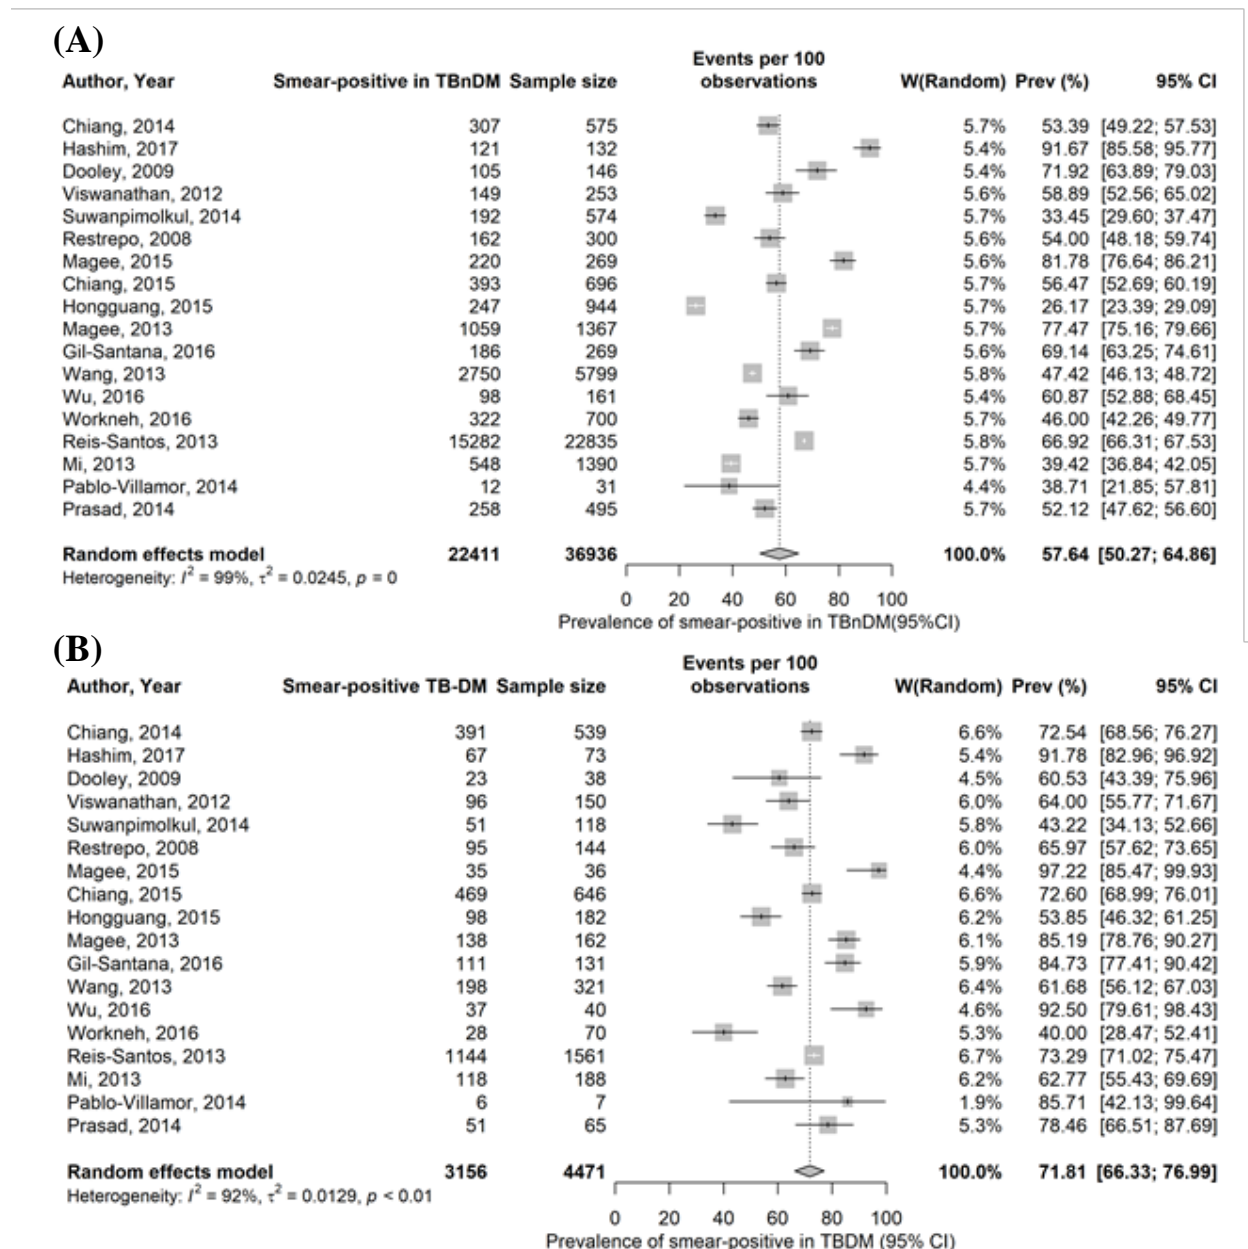 (A)
Events per 100
Author, Year Smear-positive in TBnDM Sample size observations W(Random) Prev (%) 95% CI
Chiang, 2014 307 575 5.7% 53.39 [49.22; 57.53]
Hashim, 2017 121 132 5.4% 91.67 [85.58; 95.77]
Dooley, 2009 105 146 5.4% 71.92 [63.89; 79.03]
Viswanathan, 2012 149 253 5.6% 58.89 [52.56; 65.02]
Suwanpimolkul, 2014 192 574 5.7% 33.45 [29.60; 37.47]
Restrepo, 2008 162 300 5.6% 54.00 [48.18; 59.74]
Magee, 2015 220 269 5.6% 81.78 [76.64; 86.21]
Chiang, 2015 393 696 5.7% 56.47 [52.69; 60.19]
Hongguang, 2015 247 944 5.7% 26.17 [23.39; 29.09]
Magee, 2013 1059 1367 5.7% 77.47 [75.16; 79.66]
Gil-Santana, 2016 186 269 5.6% 69.14 [63.25; 74.61]
Wang, 2013 2750 5799 5.8% 47.42 [46.13; 48.72]
Wu, 2016 98 161 5.4% 60.87 [52.88; 68.45]
Workneh, 2016 322 700 5.7% 46.00 [42.26; 49.77]
Reis-Santos, 2013 15282 22835 5.8% 66.92 [66.31; 67.53]
Mi, 2013 548 1390 5.7% 39.42 [36.84; 42.05]
Pablo-Villamor, 2014 12 31 4.4% 38.71 [21.85; 57.81]
Prasad, 2014 258 495 5.7% 52.12 [47.62; 56.60]
Random effects model 22411 36936 100.0% 57.64 [50.27; 64.86]
Heterogeneity: I² = 99%, τ² = 0.0245, p = 0
0 20 40 60 80 100
Prevalence of smear-positive in TBnDM(95%CI)
(B)
Events per 100
Author, Year Smear-positive TB-DM Sample size observations W(Random) Prev (%) 95% CI
Chiang, 2014 391 539 6.6% 72.54 [68.56; 76.27]
Hashim, 2017 67 73 5.4% 91.78 [82.96; 96.92]
Dooley, 2009 23 38 4.5% 60.53 [43.39; 75.96]
Viswanathan, 2012 96 150 6.0% 64.00 [55.77; 71.67]
Suwanpimolkul, 2014 51 118 5.8% 43.22 [34.13; 52.66]
Restrepo, 2008 95 144 6.0% 65.97 [57.62; 73.65]
Magee, 2015 35 36 4.4% 97.22 [85.47; 99.93]
Chiang, 2015 469 646 6.6% 72.60 [68.99; 76.01]
Hongguang, 2015 98 182 6.2% 53.85 [46.32; 61.25]
Magee, 2013 138 162 6.1% 85.19 [78.76; 90.27]
Gil-Santana, 2016 111 131 5.9% 84.73 [77.41; 90.42]
Wang, 2013 198 321 6.4% 61.68 [56.12; 67.03]
Wu, 2016 37 40 4.6% 92.50 [79.61; 98.43]
Workneh, 2016 28 70 5.3% 40.00 [28.47; 52.41]
Reis-Santos, 2013 1144 1561 6.7% 73.29 [71.02; 75.47]
Mi, 2013 118 188 6.2% 62.77 [55.43; 69.69]
Pablo-Villamor, 2014 6 7 1.9% 85.71 [42.13; 99.64]
Prasad, 2014 51 65 5.3% 78.46 [66.51; 87.69]
Random effects model 3156 4471 100.0% 71.81 [66.33; 76.99]
Heterogeneity: I² = 92%, τ² = 0.0129, p < 0.01
0 20 40 60 80 100
Prevalence of smear-positive in TBDM (95% CI)